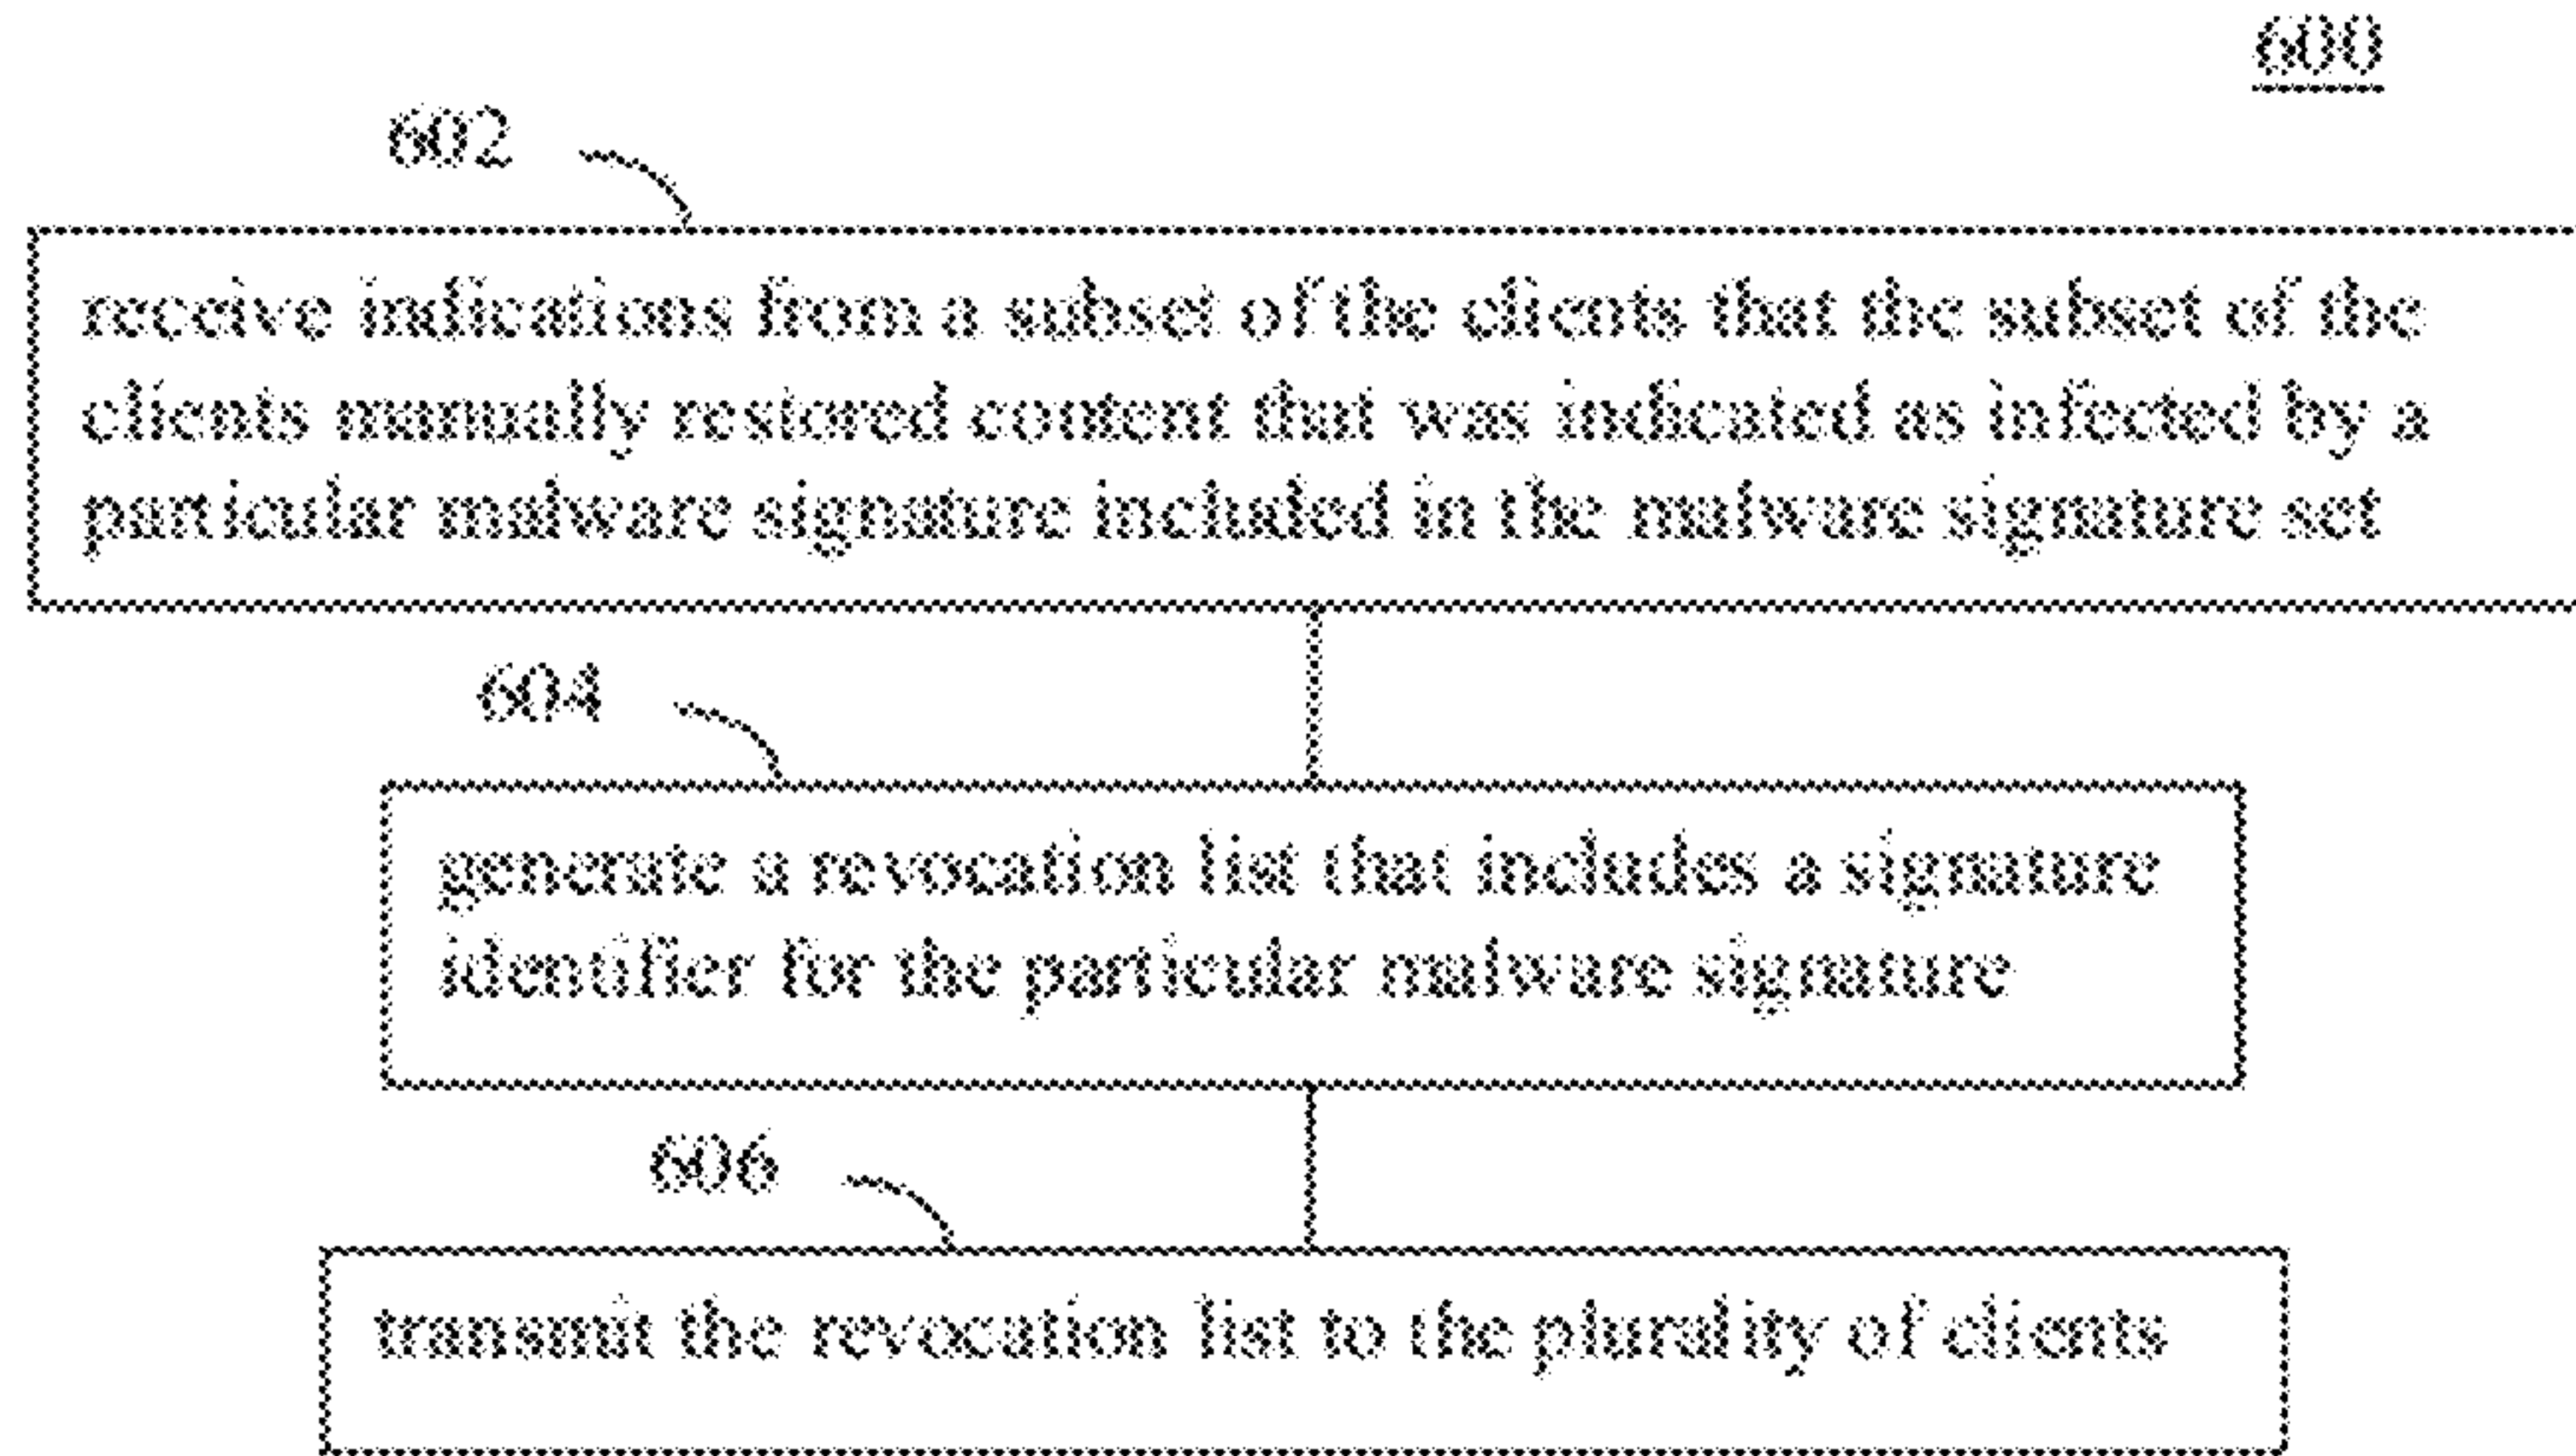 600
602
receive indications from a subset of the clients that the subset of the
clients manually restored content that was indicated as infected by a
particular malware signature included in the malware signature set
604
generate a revocation list that includes a signature
identifier for the particular malware signature
606
transmit the revocation list to the plurality of clients